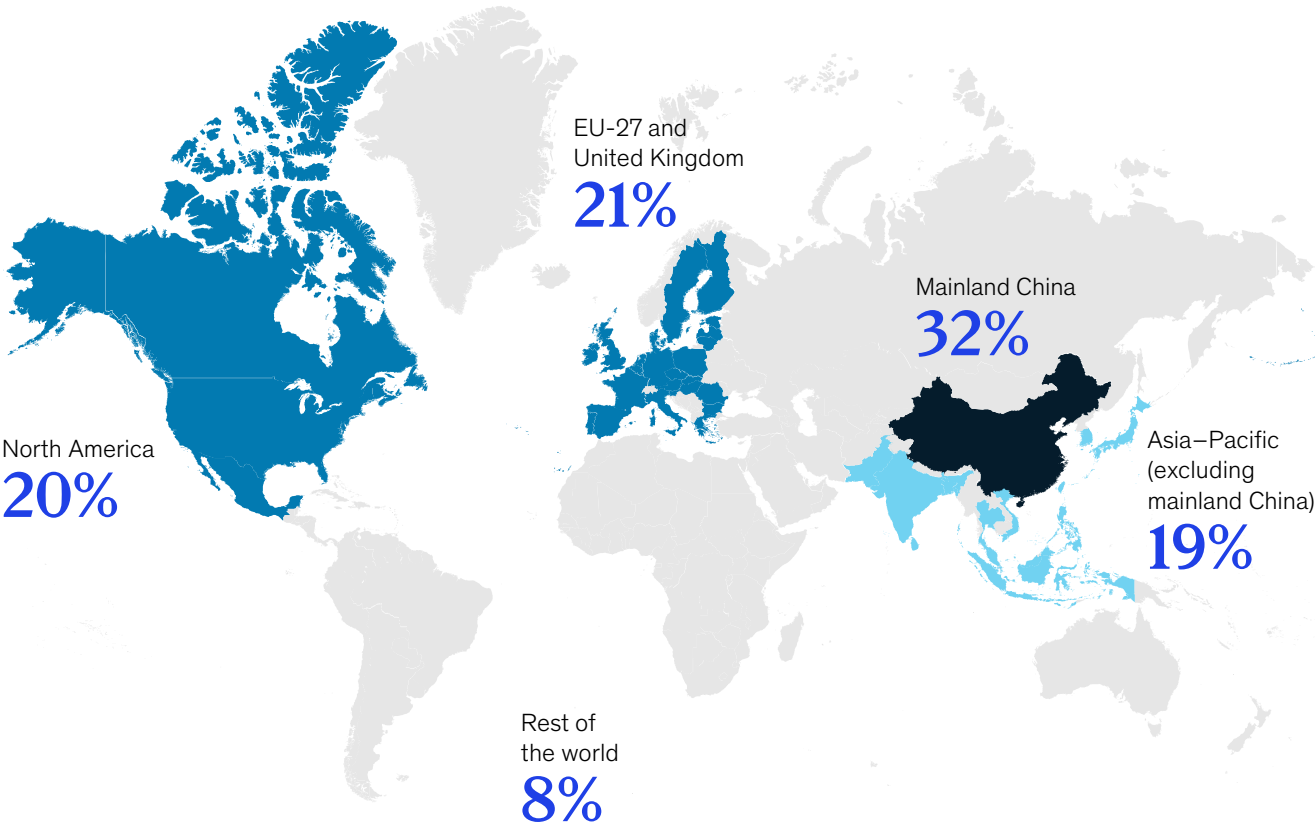 EU-27 and
United Kingdom
21%
Mainland China
32%
North America
20%
Asia–Pacific
(excluding
mainland China)
19%
Rest of
the world
8%